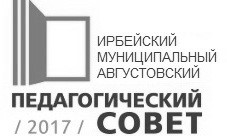 ИРБЕЙСКИЙ
МУНИЦИПАЛЬНЫЙ
АВГУСТОВСКИЙ
ПЕДАГОГИЧЕСКИЙ
/ 2017 / СОВЕТ